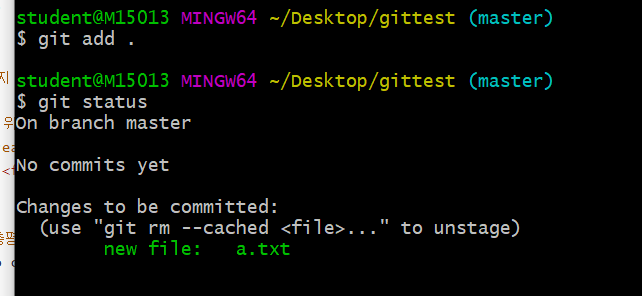 student@M15013 MINGW64 ~/Desktop/gittest (master)
$ git add .
student@M15013 MINGW64 ~/Desktop/gittest (master)
$ git status
On branch master
No commits yet
Changes to be committed:
  (use "git rm --cached <file>..." to unstage)
        new file:   a.txt